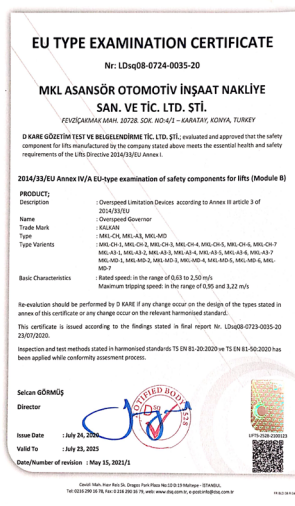 EU TYPE EXAMINATION CERTIFICATE
Nr: LDsq08-0724-0035-20
MKL ASANSÖR OTOMOTİV İNŞAAT NAKLİYE
SAN. VE TİC. LTD. ŞTİ.
FEVZİÇAKMAK MAH. 10728. SOK. NO:4/1 – KARATAY, KONYA, TURKEY
D KARE GÖZETİM TEST VE BELGELENDİRME TİC. LTD. ŞTİ.; evaluated and approved that the safety
component for lifts manufactured by the company stated above meets the essential health and safety
requirements of the Lifts Directive 2014/33/EU Annex I.
2014/33/EU Annex IV/A EU-type examination of safety components for lifts (Module B)
PRODUCT;
Description : Overspeed Limitation Devices according to Annex III article 3 of
2014/33/EU
Name : Overspeed Governor
Trade Mark : KALKAN
Type : MKL-CH, MKL-A3, MKL-MD
Type Varients : MKL-CH-1, MKL-CH-2, MKL-CH-3, MKL-CH-4, MKL-CH-5, MKL-CH-6, MKL-CH-7
MKL-A3-1, MKL-A3-2, MKL-A3-3, MKL-A3-4, MKL-A3-5, MKL-A3-6, MKL-A3-7
MKL-MD-1, MKL-MD-2, MKL-MD-3, MKL-MD-4, MKL-MD-5, MKL-MD-6, MKL-
MD-7
Basic Characteristics : Rated speed: in the range of 0,63 to 2,50 m/s
Maximum tripping speed: in the range of 0,95 and 3,22 m/s
Re-evaluation should be performed by D KARE if any change occur on the design of the types stated in
annex of this certificate or any change occur on the relevant harmonised standard.
This certificate is issued according to the findings stated in final report Nr. LDsq08-0723-0035-20
23/07/2020.
Inspection and test methods stated in harmonised standards TS EN 81-20:2020 ve TS EN 81-50:2020 has
been applied while conformity assessment process.
Selcan GÖRMÜŞ
Director
NOTIFIED BODY
2528
Issue Date : July 24, 2020
Valid To : July 23, 2025
Date/Number of revision : May 15, 2021/1
LIFTS-2528-2100123